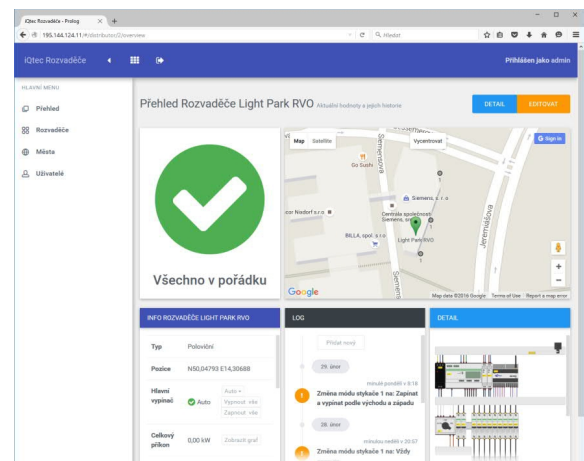 iQtec Rozvaděče - Prolog
195.144.124.11/#/distributor/2/overview
Hledat
iQtec Rozvaděče
Přihlášen jako admin
HLAVNÍ MENU
Přehled
Rozvaděče
Města
Uživatelé
Přehled Rozvaděče Light Park RVO Aktuální hodnoty a jejich historie
DETAIL
EDITOVAT
Všechno v pořádku
Map Satellite
Vycentrovat
Sign in
Siemensova
Go Sushi
Siemens, s. r. o
Centrála společnosti
Siemens, s
BILLA, spol. s r.o
Light Park RVO
Jeremiášova
Google
Map data ©2016 Google Terms of Use Report a map error
INFO ROZVADĚČE LIGHT PARK RVO
Typ Poloviční
Pozice N50,04793 E14,30688
Hlavní vypínač
Auto
Auto
Vypnout vše
Zapnout vše
Celkový příkon
0,00 kW
Zobrazit graf
LOG
Přidat nový
29. únor
minulé pondělí v 8:18
1
Změna módu stykače 1 na: Zapínat
a vypínat podle východu a západu
28. únor
minulou neděli v 20:57
Změna módu stykače 1 na: Vždy
DETAIL